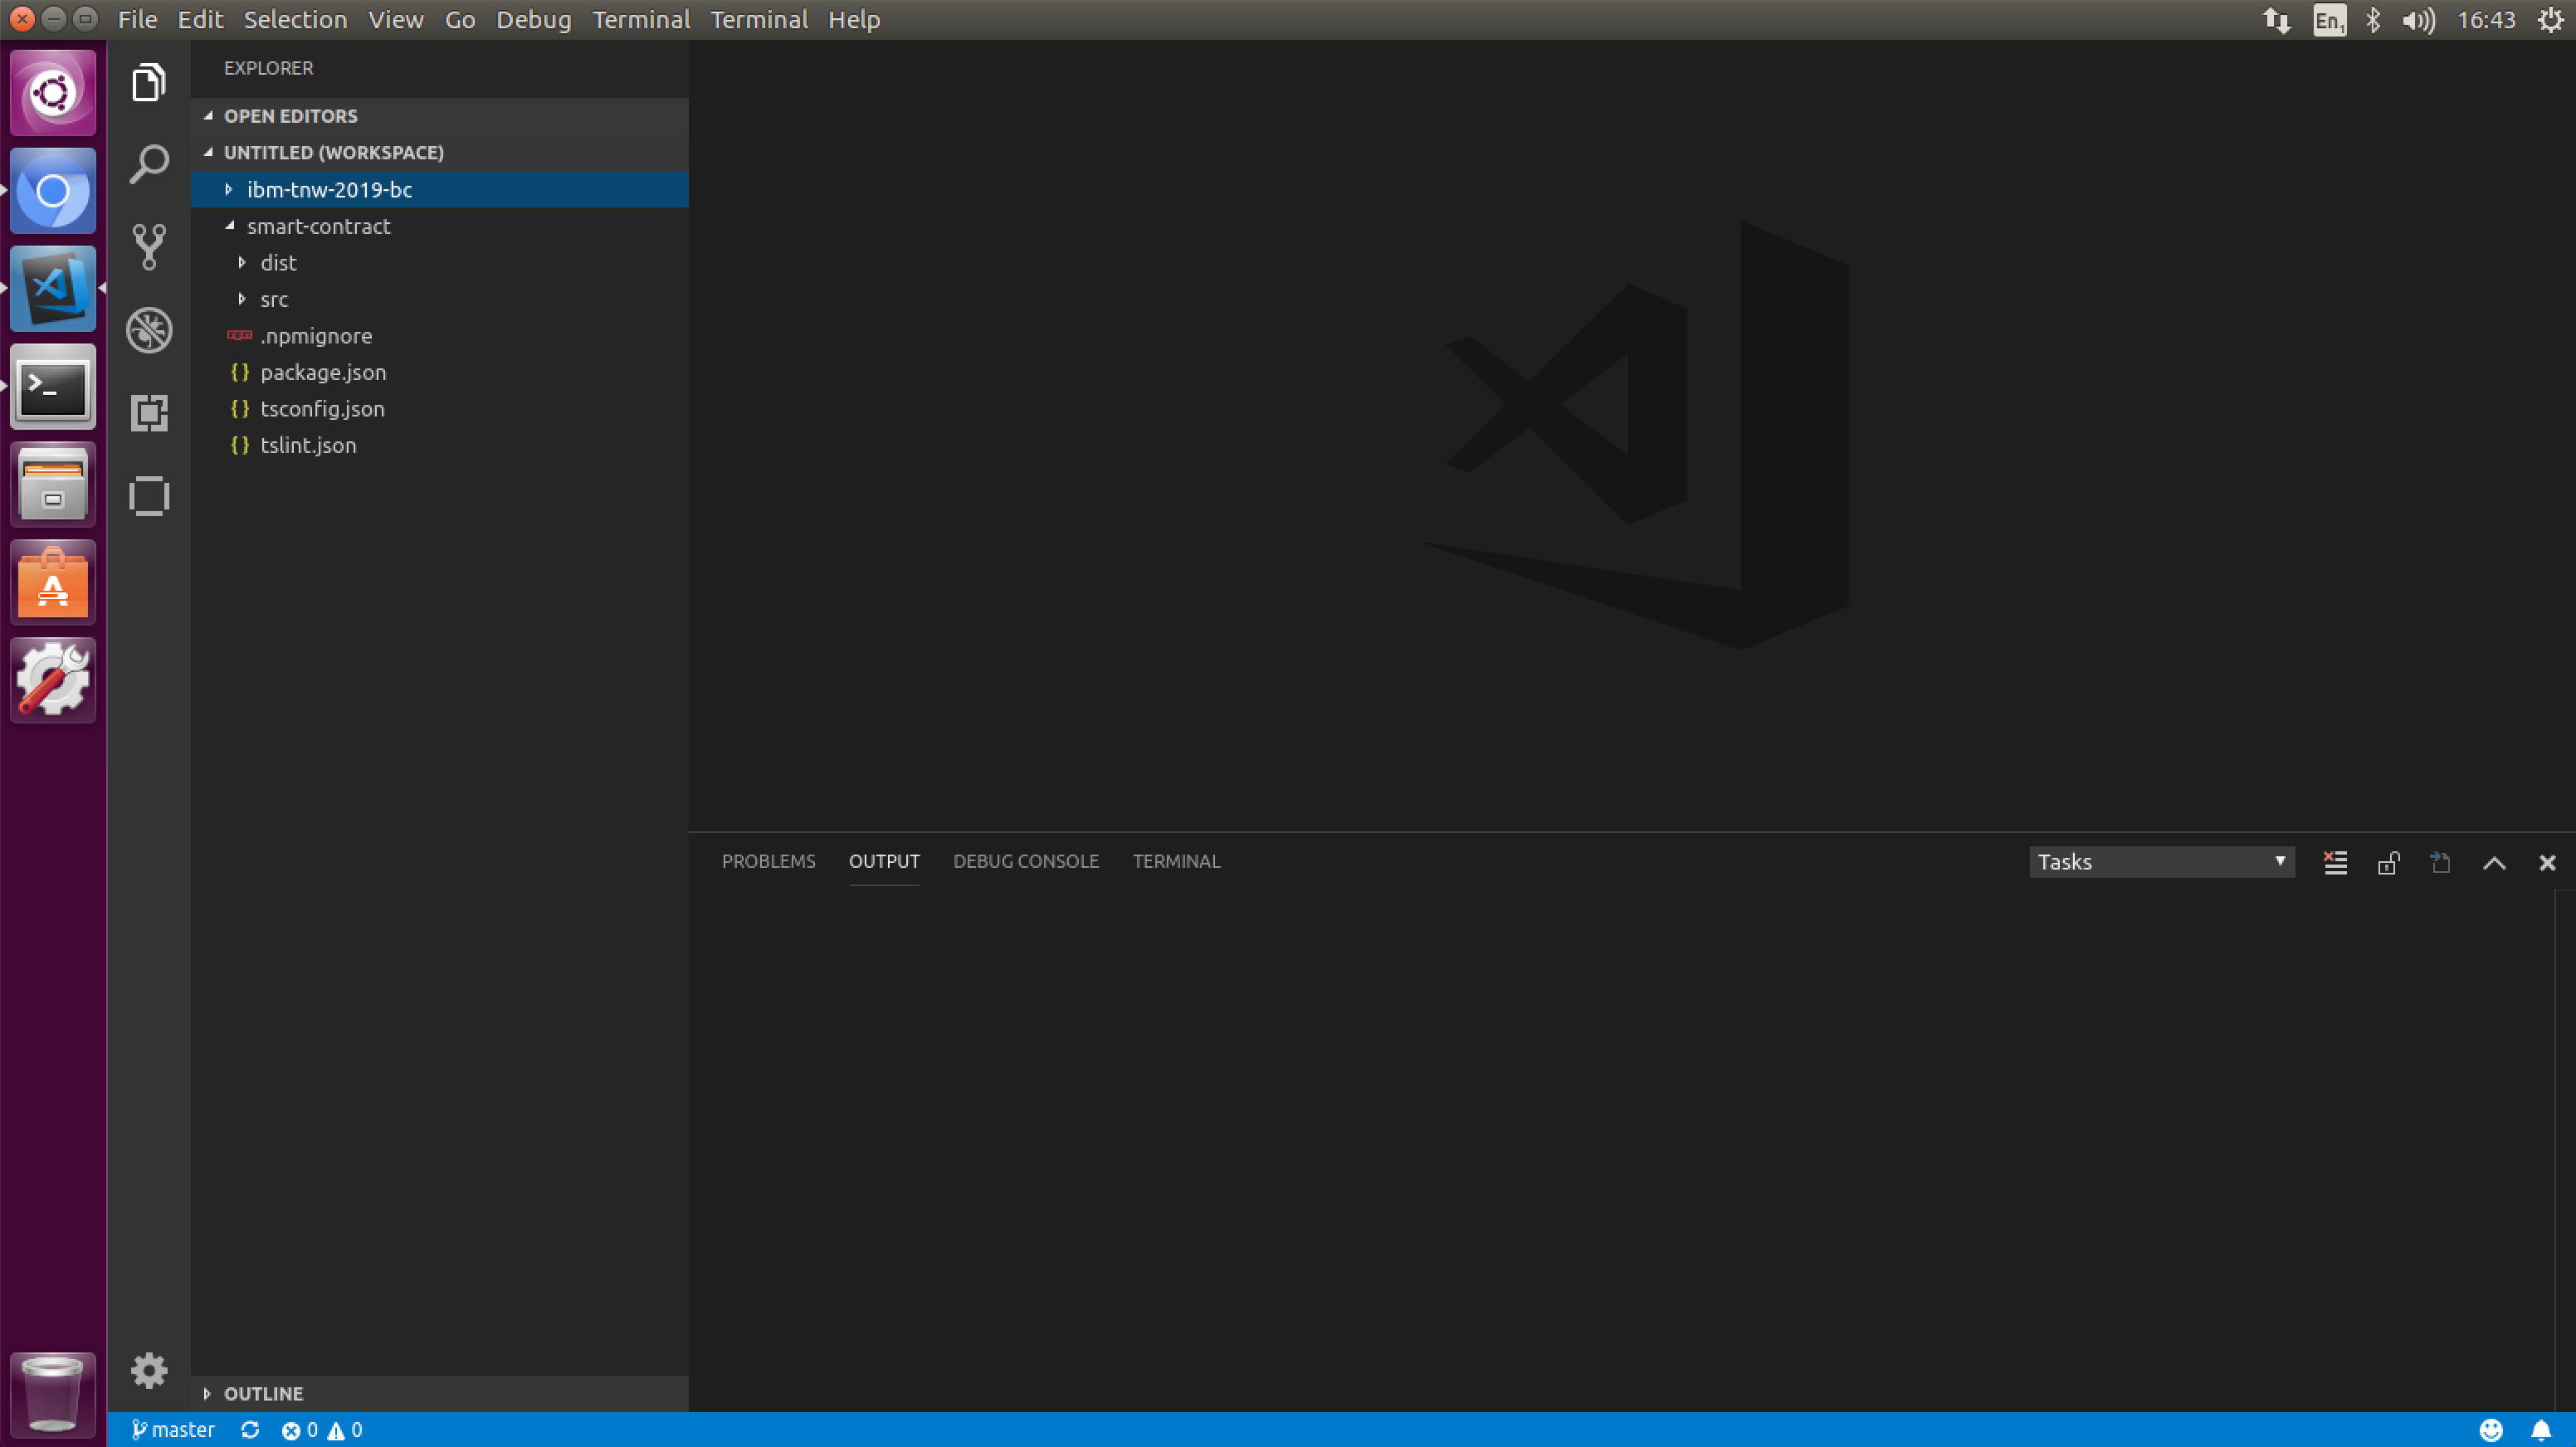 File Edit Selection View Go Debug Terminal Terminal Help En1 16:43
EXPLORER
OPEN EDITORS
UNTITLED (WORKSPACE)
ibm-tnw-2019-bc
smart-contract
dist
src
.npmignore
{} package.json
{} tsconfig.json
{} tslint.json
PROBLEMS OUTPUT DEBUG CONSOLE TERMINAL Tasks
OUTLINE
master 0 0